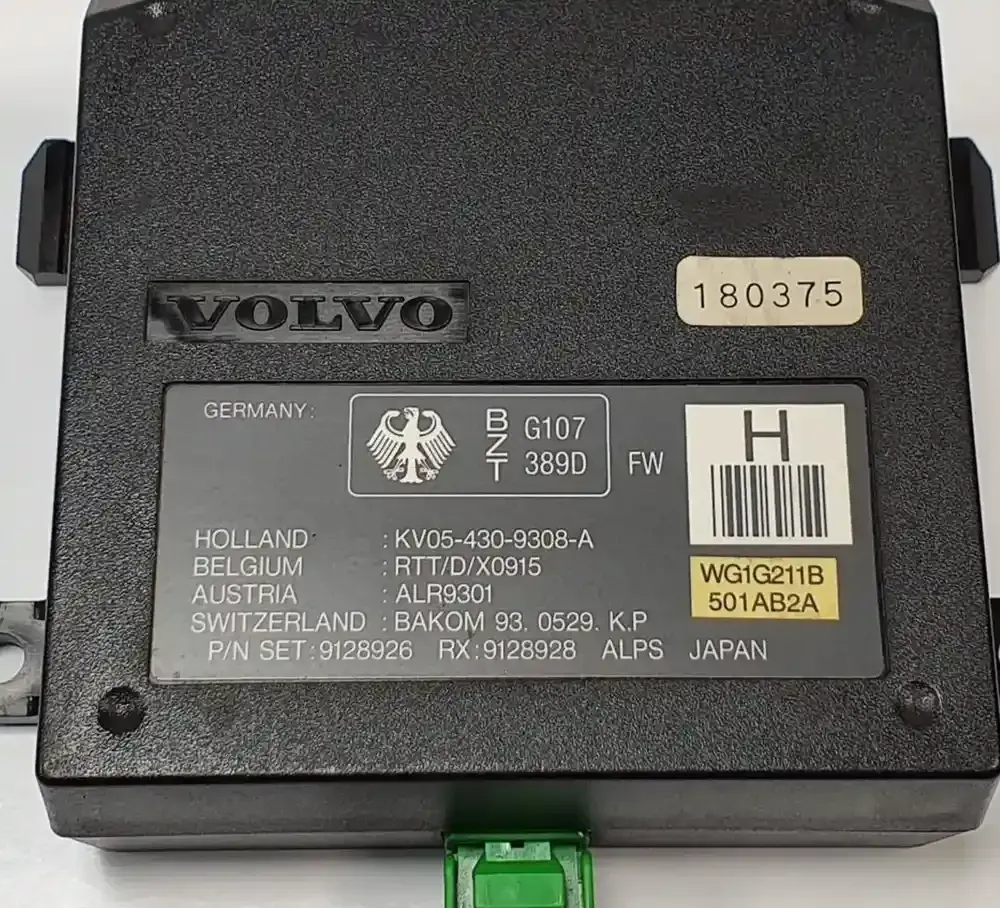 VOLVO
180375
GERMANY:
BZT
G107
389D
FW
H
HOLLAND : KV05-430-9308-A
BELGIUM : RTT/D/X0915
AUSTRIA : ALR9301
SWITZERLAND : BAKOM 93. 0529. K.P
P/N SET:9128926 RX:9128928 ALPS JAPAN
WG1G211B
501AB2A